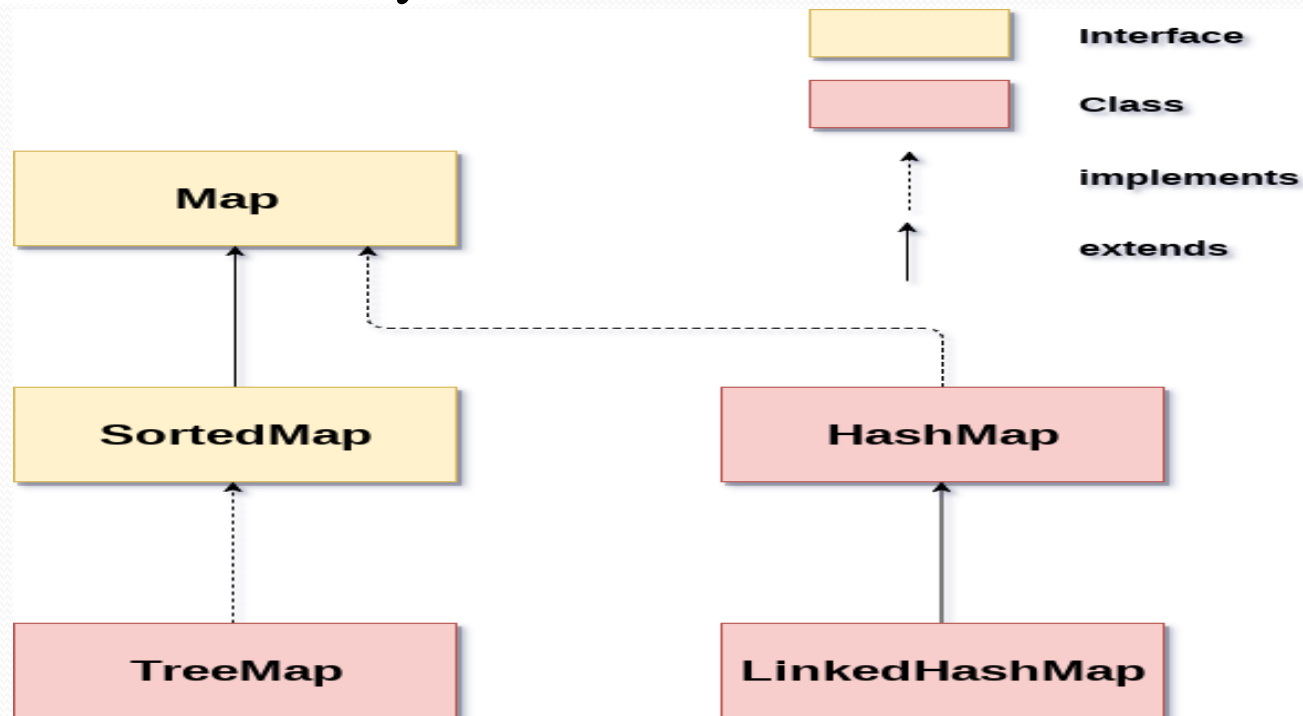 Interface
Class
implements
extends
Map
SortedMap
HashMap
TreeMap
LinkedHashMap